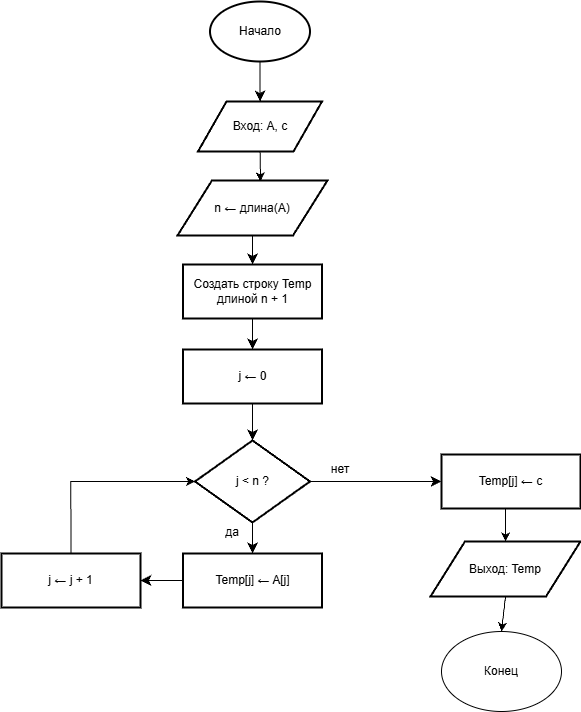 Начало
Вход: A, c
n ← длина(A)
Создать строку Temp
длиной n + 1
j ← 0
j < n ?
нет
да
Temp[j] ← c
j ← j + 1
Temp[j] ← A[j]
Выход: Temp
Конец